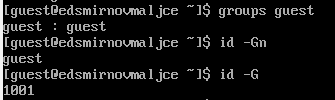 [guest@edsmirnovmaljce ~]$ groups guest
guest : guest
[guest@edsmirnovmaljce ~]$ id -Gn
guest
[guest@edsmirnovmaljce ~]$ id -G
1001